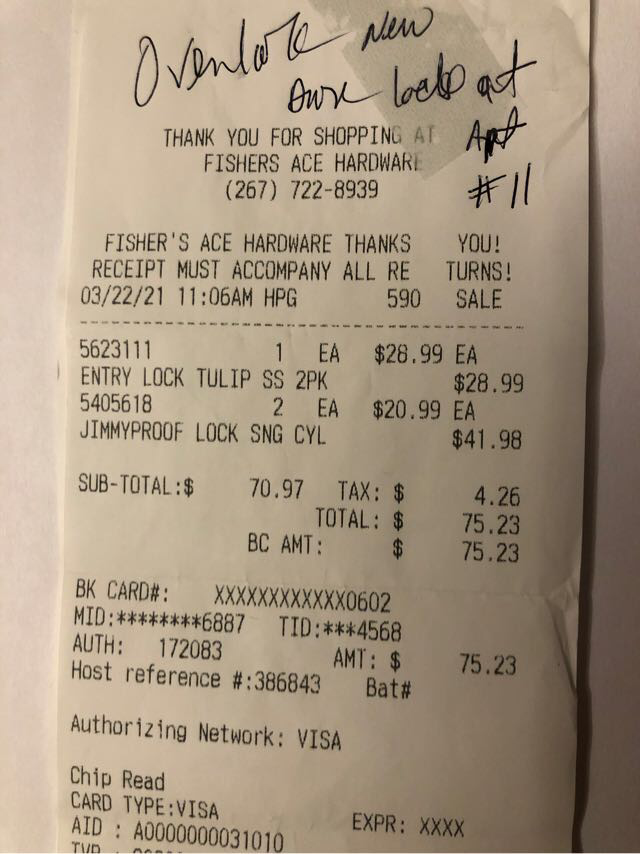 Overlook New
Door locks at
Apt
#11
THANK YOU FOR SHOPPING AT
FISHERS ACE HARDWARE
(267) 722-8939
FISHER'S ACE HARDWARE THANKS YOU!
RECEIPT MUST ACCOMPANY ALL RE TURNS!
03/22/21 11:06AM HPG 590 SALE
5623111 1 EA $28.99 EA
ENTRY LOCK TULIP SS 2PK $28.99
5405618 2 EA $20.99 EA
JIMMYPROOF LOCK SNG CYL $41.98
SUB-TOTAL:$ 70.97 TAX: $ 4.26
TOTAL: $ 75.23
BC AMT: $ 75.23
BK CARD#: XXXXXXXXXXXX0602
MID:********6887 TID:***4568
AUTH: 172083 AMT: $ 75.23
Host reference #:386843 Bat#
Authorizing Network: VISA
Chip Read
CARD TYPE:VISA EXPR: XXXX
AID : A0000000031010